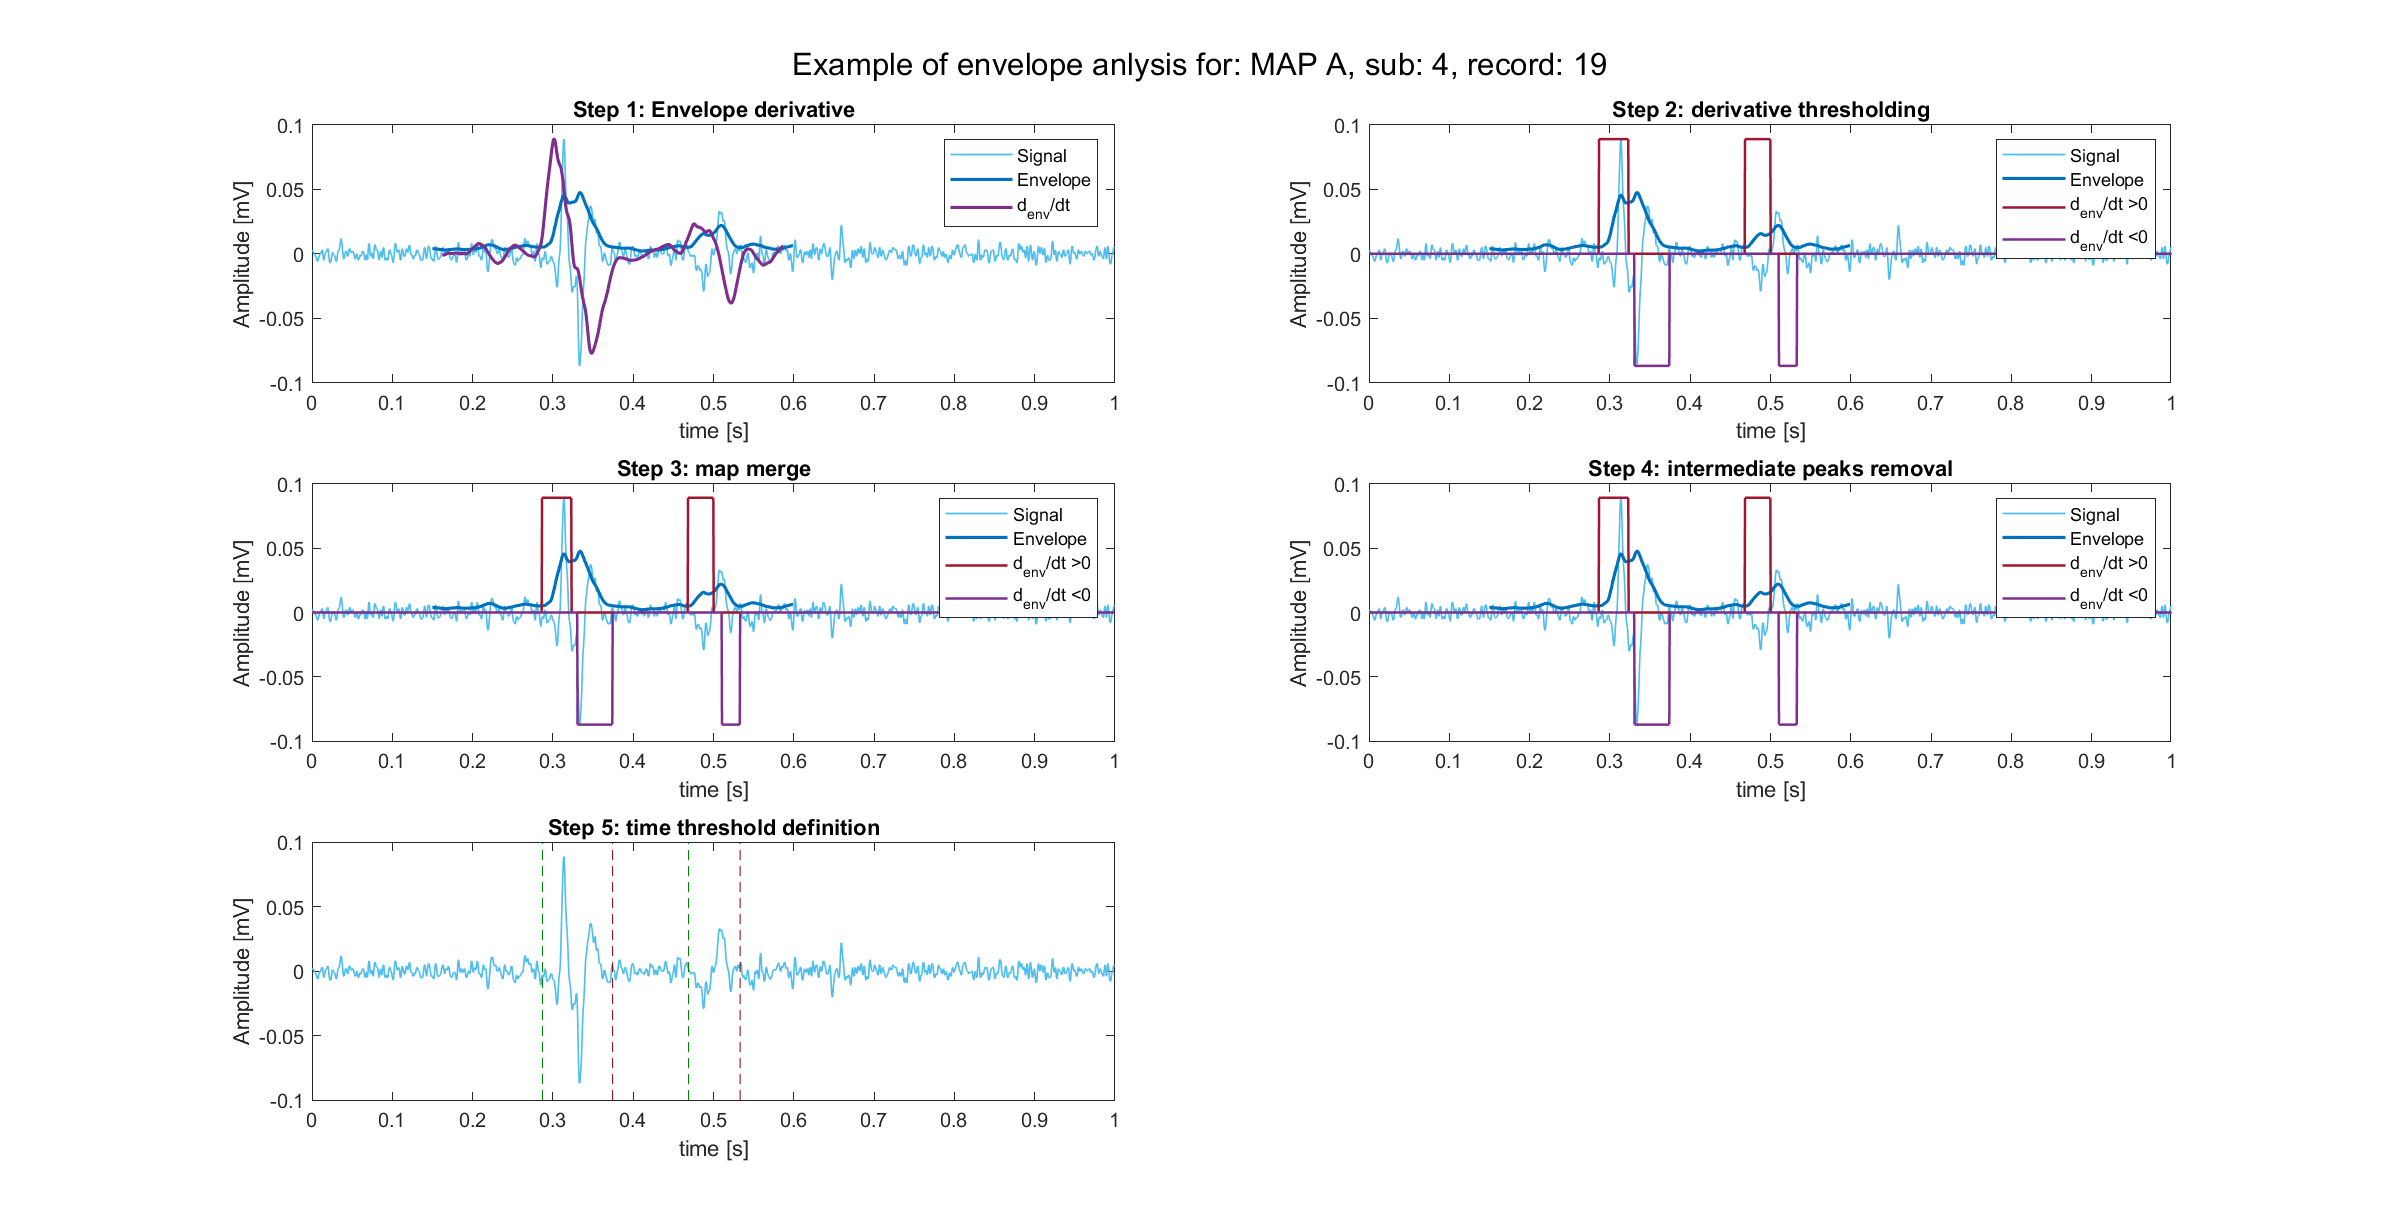 Example of envelope anlysis for: MAP A, sub: 4, record: 19
Step 1: Envelope derivative
0.1
0.05
0
-0.05
-0.1
Amplitude [mV]
0 0.1 0.2 0.3 0.4 0.5 0.6 0.7 0.8 0.9 1
time [s]
Signal
Envelope
d_env/dt
Step 2: derivative thresholding
0.1
0.05
0
-0.05
-0.1
Amplitude [mV]
0 0.1 0.2 0.3 0.4 0.5 0.6 0.7 0.8 0.9 1
time [s]
Signal
Envelope
d_env/dt >0
d_env/dt <0
Step 3: map merge
0.1
0.05
0
-0.05
-0.1
Amplitude [mV]
0 0.1 0.2 0.3 0.4 0.5 0.6 0.7 0.8 0.9 1
time [s]
Signal
Envelope
d_env/dt >0
d_env/dt <0
Step 4: intermediate peaks removal
0.1
0.05
0
-0.05
-0.1
Amplitude [mV]
0 0.1 0.2 0.3 0.4 0.5 0.6 0.7 0.8 0.9 1
time [s]
Signal
Envelope
d_env/dt >0
d_env/dt <0
Step 5: time threshold definition
0.1
0.05
0
-0.05
-0.1
Amplitude [mV]
0 0.1 0.2 0.3 0.4 0.5 0.6 0.7 0.8 0.9 1
time [s]